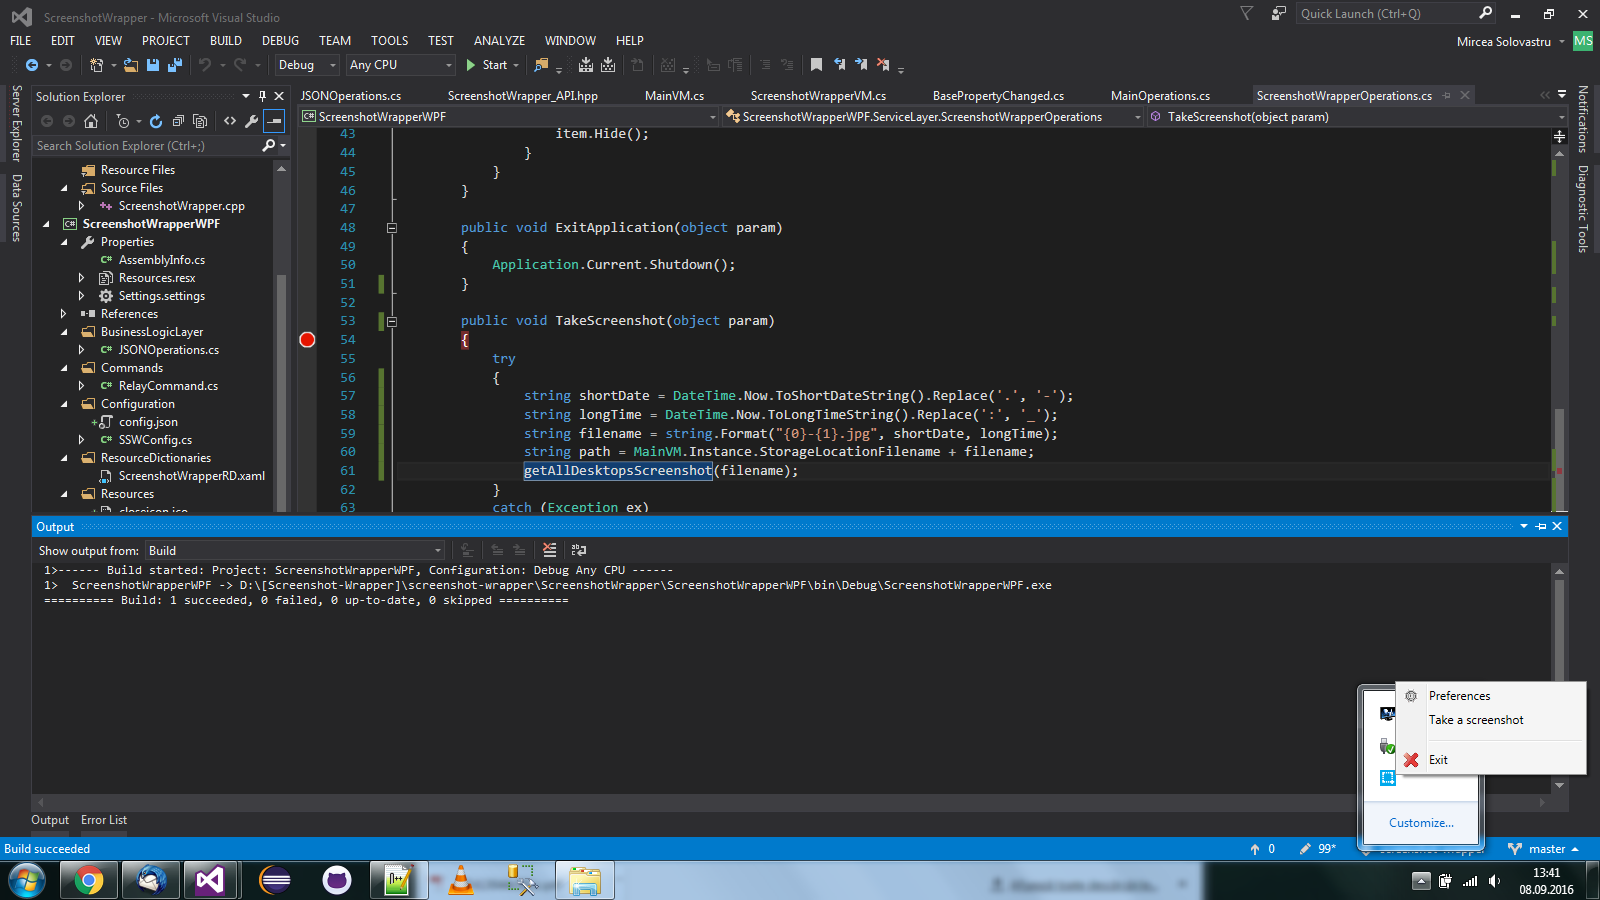 ScreenshotWrapper - Microsoft Visual Studio
Quick Launch (Ctrl+Q)
FILE EDIT VIEW PROJECT BUILD DEBUG TEAM TOOLS TEST ANALYZE WINDOW HELP
Mircea Solovastru MS
Debug Any CPU Start
Server Explorer
Data Sources
Solution Explorer
Search Solution Explorer (Ctrl+;)
Resource Files
Source Files
ScreenshotWrapper.cpp
ScreenshotWrapperWPF
Properties
AssemblyInfo.cs
Resources.resx
Settings.settings
References
BusinessLogicLayer
JSONOperations.cs
Commands
RelayCommand.cs
Configuration
config.json
SSWConfig.cs
ResourceDictionaries
ScreenshotWrapperRD.xaml
Resources
closeicon.ico
JSONOperations.cs ScreenshotWrapper_API.hpp MainVM.cs ScreenshotWrapperVM.cs BasePropertyChanged.cs MainOperations.cs ScreenshotWrapperOperations.cs
ScreenshotWrapperWPF ScreenshotWrapperWPF.ServiceLayer.ScreenshotWrapperOperations TakeScreenshot(object param)
43 item.Hide();
44 }
45 }
46 }
47
48 public void ExitApplication(object param)
49 {
50 Application.Current.Shutdown();
51 }
52
53 public void TakeScreenshot(object param)
54 {
55 try
56 {
57 string shortDate = DateTime.Now.ToShortDateString().Replace('.', '-');
58 string longTime = DateTime.Now.ToLongTimeString().Replace(':', '_');
59 string filename = string.Format("{0}-{1}.jpg", shortDate, longTime);
60 string path = MainVM.Instance.StorageLocationFilename + filename;
61 getAllDesktopsScreenshot(filename);
62 }
63 catch (Exception ex)
Notifications
Diagnostic Tools
Output
Show output from: Build
1>------ Build started: Project: ScreenshotWrapperWPF, Configuration: Debug Any CPU ------
1> ScreenshotWrapperWPF -> D:\[Screenshot-Wrapper]\screenshot-wrapper\ScreenshotWrapper\ScreenshotWrapperWPF\bin\Debug\ScreenshotWrapperWPF.exe
========== Build: 1 succeeded, 0 failed, 0 up-to-date, 0 skipped ==========
Preferences
Take a screenshot
Exit
Customize...
Output Error List
Build succeeded
0 99* master
13:41
08.09.2016